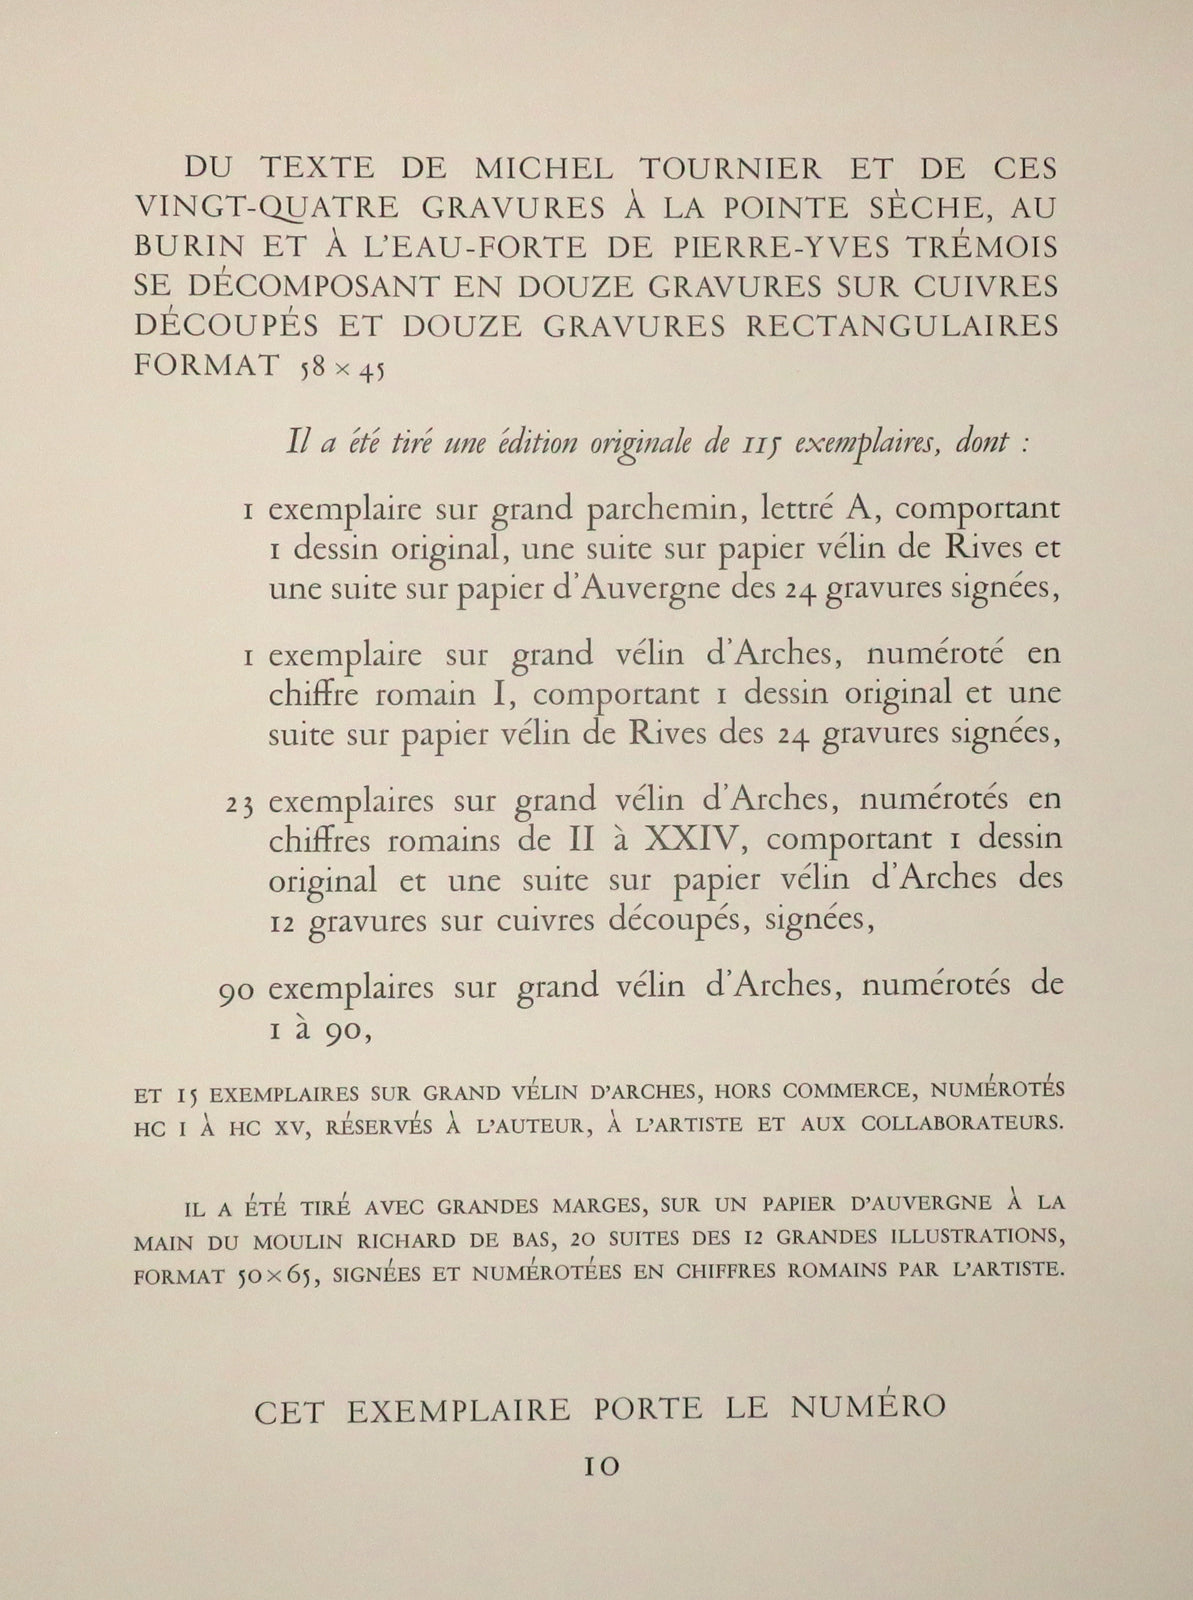 DU TEXTE DE MICHEL TOURNIER ET DE CES
VINGT-QUATRE GRAVURES À LA POINTE SÈCHE, AU
BURIN ET À L'EAU-FORTE DE PIERRE-YVES TRÉMOIS
SE DÉCOMPOSANT EN DOUZE GRAVURES SUR CUIVRES
DÉCOUPÉS ET DOUZE GRAVURES RECTANGULAIRES
FORMAT 58 × 45
Il a été tiré une édition originale de 115 exemplaires, dont :
1 exemplaire sur grand parchemin, lettré A, comportant
1 dessin original, une suite sur papier vélin de Rives et
une suite sur papier d'Auvergne des 24 gravures signées,
1 exemplaire sur grand vélin d'Arches, numéroté en
chiffre romain I, comportant 1 dessin original et une
suite sur papier vélin de Rives des 24 gravures signées,
23 exemplaires sur grand vélin d'Arches, numérotés en
chiffres romains de II à XXIV, comportant 1 dessin
original et une suite sur papier vélin d'Arches des
12 gravures sur cuivres découpés, signées,
90 exemplaires sur grand vélin d'Arches, numérotés de
1 à 90,
ET 15 EXEMPLAIRES SUR GRAND VÉLIN D'ARCHES, HORS COMMERCE, NUMÉROTÉS
HC I À HC XV, RÉSERVÉS À L'AUTEUR, À L'ARTISTE ET AUX COLLABORATEURS.
IL A ÉTÉ TIRÉ AVEC GRANDES MARGES, SUR UN PAPIER D'AUVERGNE À LA
MAIN DU MOULIN RICHARD DE BAS, 20 SUITES DES 12 GRANDES ILLUSTRATIONS,
FORMAT 50×65, SIGNÉES ET NUMÉROTÉES EN CHIFFRES ROMAINS PAR L'ARTISTE.
CET EXEMPLAIRE PORTE LE NUMÉRO
10